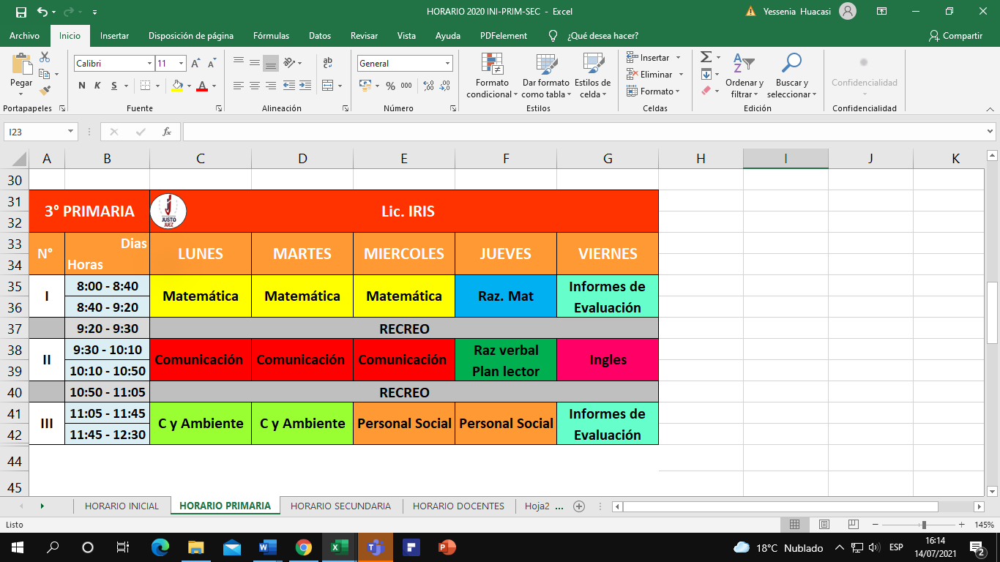 HORARIO 2020 INI-PRIM-SEC - Excel
Yessenia Huacasi
Archivo Inicio Insertar Disposición de página Fórmulas Datos Revisar Vista Ayuda PDFelement ¿Qué desea hacer? Compartir
Pegar
Calibri 11
N K S
ab
General
% 000
Formato condicional
Dar formato como tabla
Estilos de celda
Insertar
Eliminar
Formato
Ordenar y filtrar
Buscar y seleccionar
Confidencialidad
Portapapeles Fuente Alineación Número Estilos Celdas Edición Confidencialidad
I23 fx
A B C D E F G H I J K
30
31
32
3° PRIMARIA
JUSTO
JUEZ
Lic. IRIS
33
34
N°
Dias
Horas
LUNES MARTES MIERCOLES JUEVES VIERNES
35
36
I
8:00 - 8:40
8:40 - 9:20
Matemática Matemática Matemática Raz. Mat
Informes de
Evaluación
37 9:20 - 9:30 RECREO
38
39
II
9:30 - 10:10
10:10 - 10:50
Comunicación Comunicación Comunicación
Raz verbal
Plan lector
Ingles
40 10:50 - 11:05 RECREO
41
42
III
11:05 - 11:45
11:45 - 12:30
C y Ambiente C y Ambiente Personal Social Personal Social
Informes de
Evaluación
44
45
HORARIO INICIAL HORARIO PRIMARIA HORARIO SECUNDARIA HORARIO DOCENTES Hoja2 ...
Listo 145%
18°C Nublado ESP
16:14
14/07/2021
2